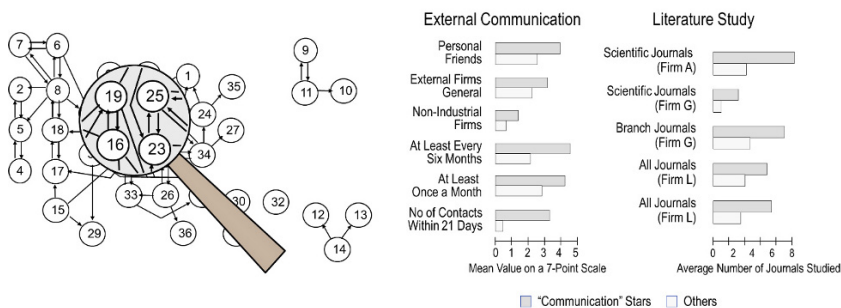 7
6
2
8
5
18
4
17
15
29
19
25
16
23
1
35
24
27
34
33
26
36
30
32
9
11
10
12
13
14
External Communication
Personal
Friends
External Firms
General
Non-Industrial
Firms
At Least Every
Six Months
At Least
Once a Month
No of Contacts
Within 21 Days
0 1 2 3 4 5
Mean Value on a 7-Point Scale
Literature Study
Scientific Journals
(Firm A)
Scientific Journals
(Firm G)
Branch Journals
(Firm G)
All Journals
(Firm L)
All Journals
(Firm L)
0 2 4 6 8
Average Number of Journals Studied
"Communication" Stars
Others